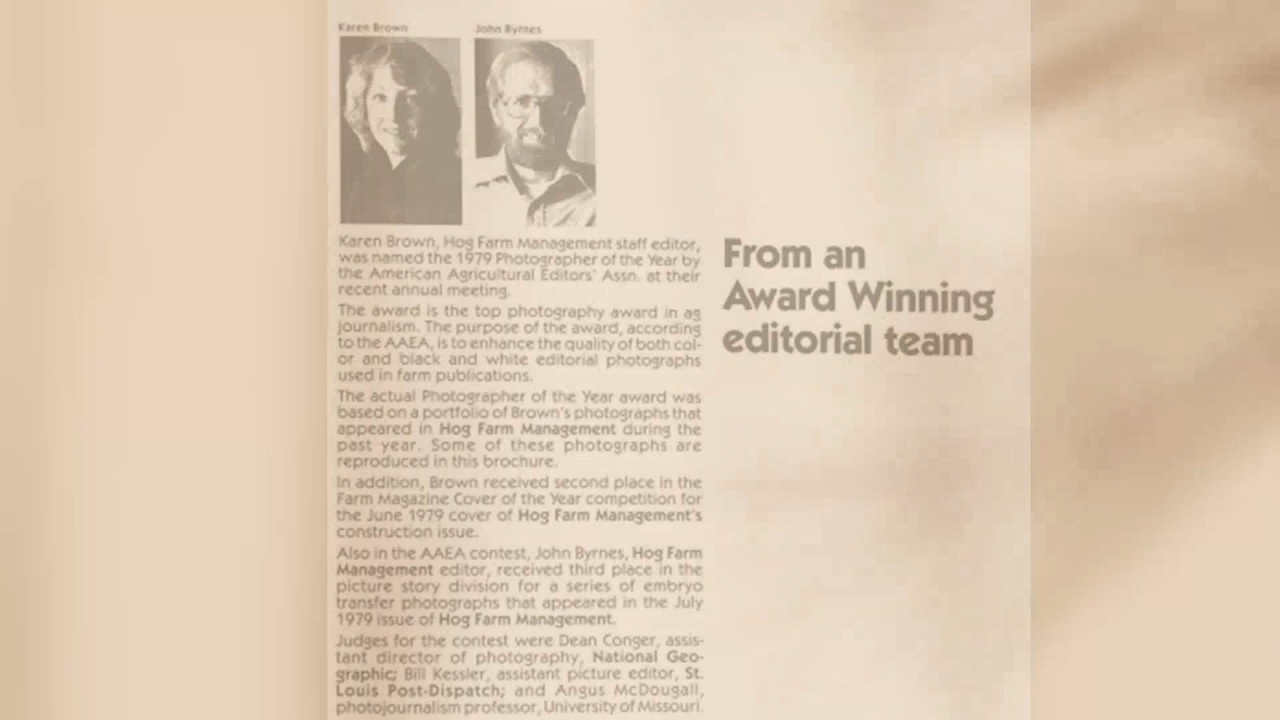 Karen Brown
John Byrnes
Karen Brown, Hog Farm Management staff editor,
was named the 1979 Photographer of the Year by
the American Agricultural Editors' Assn. at their
recent annual meeting.
The award is the top photography award in ag
journalism. The purpose of the award, according
to the AAEA, is to enhance the quality of both col-
or and black and white editorial photographs
used in farm publications.
The actual Photographer of the Year award was
based on a portfolio of Brown's photographs that
appeared in Hog Farm Management during the
past year. Some of these photographs are
reproduced in this brochure.
In addition, Brown received second place in the
Farm Magazine Cover of the Year competition for
the June 1979 cover of Hog Farm Management's
construction issue.
Also in the AAEA contest, John Byrnes, Hog Farm
Management editor, received third place in the
picture story division for a series of embryo
transfer photographs that appeared in the July
1979 issue of Hog Farm Management.
Judges for the contest were Dean Conger, assis-
tant director of photography, National Geo-
graphic; Bill Kessler, assistant picture editor, St.
Louis Post-Dispatch; and Angus McDougall,
photojournalism professor, University of Missouri.
From an
Award Winning
editorial team